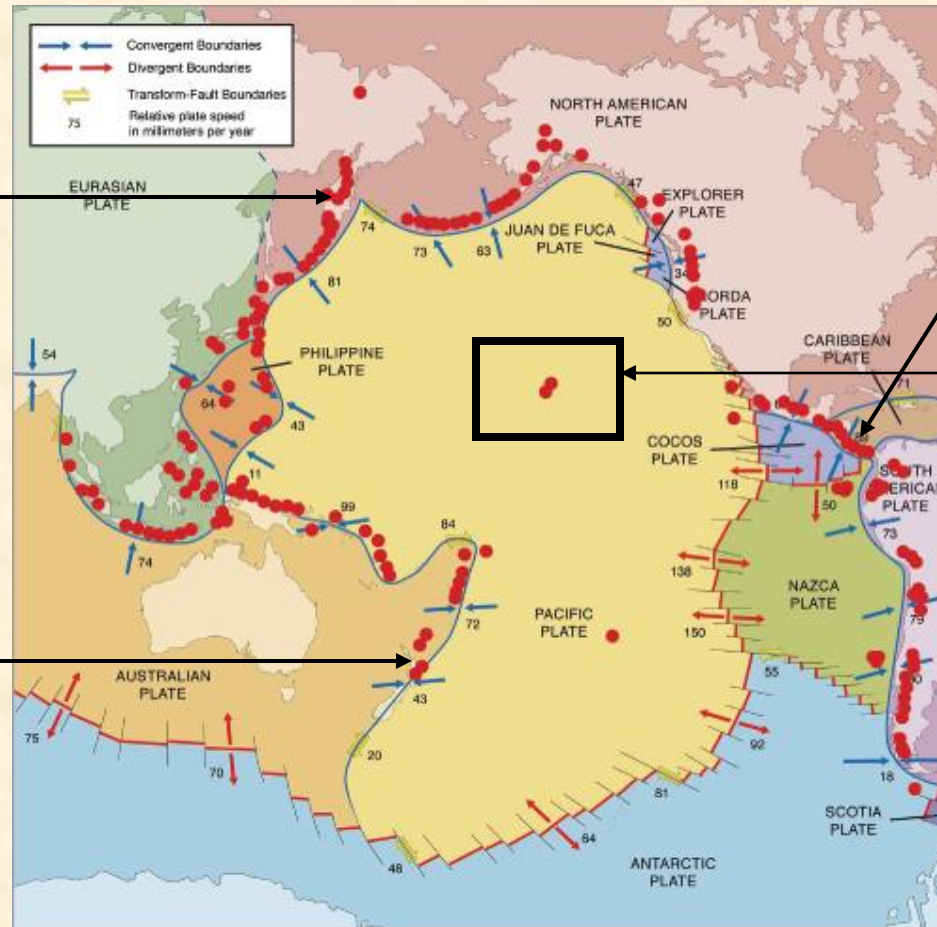 Convergent Boundaries
Divergent Boundaries
Transform-Fault Boundaries
75 Relative plate speed
in millimeters per year
NORTH AMERICAN
PLATE
EURASIAN
PLATE
47
EXPLORER
PLATE
74
JUAN DE FUCA
PLATE
73
63
81
34
GORDA
PLATE
50
54
PHILIPPINE
PLATE
CARIBBEAN
PLATE
71
64
43
COCOS
PLATE
11
118
SOUTH
AMERICAN
PLATE
50
99
84
73
74
138
NAZCA
PLATE
PACIFIC
PLATE
72
150
79
AUSTRALIAN
PLATE
43
55
75
20
92
70
18
81
SCOTIA
PLATE
64
48
ANTARCTIC
PLATE